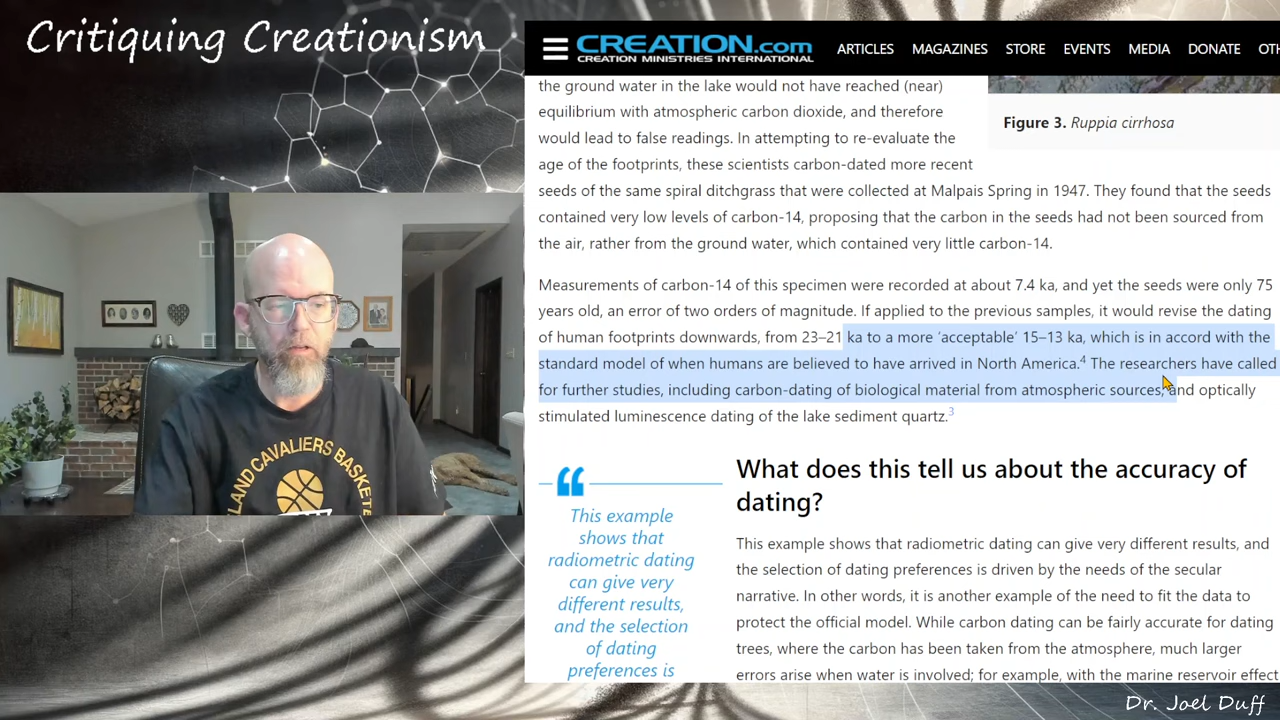 Critiquing Creationism
CREATION.com
CREATION MINISTRIES INTERNATIONAL
ARTICLES MAGAZINES STORE EVENTS MEDIA DONATE OTH
the ground water in the lake would not have reached (near)
equilibrium with atmospheric carbon dioxide, and therefore
would lead to false readings. In attempting to re-evaluate the
age of the footprints, these scientists carbon-dated more recent
seeds of the same spiral ditchgrass that were collected at Malpais Spring in 1947. They found that the seeds
contained very low levels of carbon-14, proposing that the carbon in the seeds had not been sourced from
the air, rather from the ground water, which contained very little carbon-14.
Figure 3. Ruppia cirrhosa
Measurements of carbon-14 of this specimen were recorded at about 7.4 ka, and yet the seeds were only 75
years old, an error of two orders of magnitude. If applied to the previous samples, it would revise the dating
of human footprints downwards, from 23–21 ka to a more ‘acceptable’ 15–13 ka, which is in accord with the
standard model of when humans are believed to have arrived in North America.4 The researchers have called
for further studies, including carbon-dating of biological material from atmospheric sources, and optically
stimulated luminescence dating of the lake sediment quartz.3
“
This example
shows that
radiometric dating
can give very
different results,
and the selection
of dating
preferences is
What does this tell us about the accuracy of
dating?
This example shows that radiometric dating can give very different results, and
the selection of dating preferences is driven by the needs of the secular
narrative. In other words, it is another example of the need to fit the data to
protect the official model. While carbon dating can be fairly accurate for dating
trees, where the carbon has been taken from the atmosphere, much larger
errors arise when water is involved; for example, with the marine reservoir effect
LAND CAVALIERS BASKETB
Dr. Joel Duff